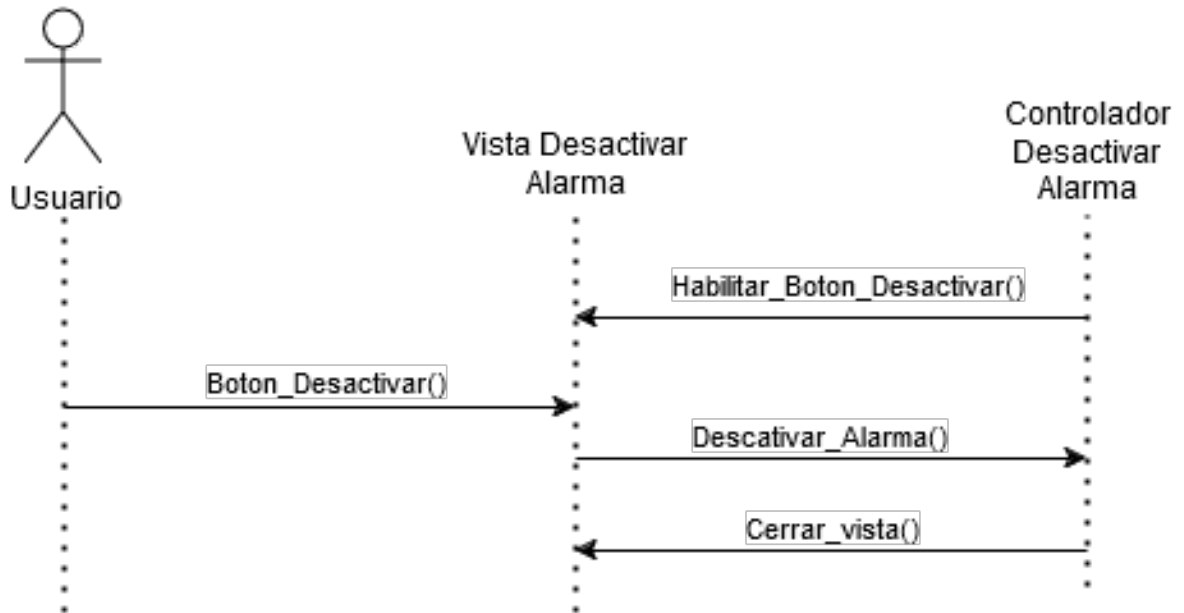 Usuario
Vista Desactivar
Alarma
Controlador
Desactivar
Alarma
Habilitar_Boton_Desactivar()
Boton_Desactivar()
Descativar_Alarma()
Cerrar_vista()